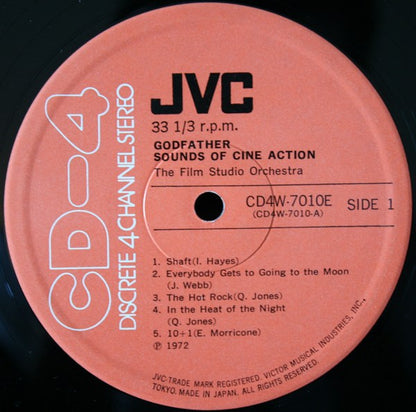 CD-4
DISCRETE 4 CHANNEL STEREO
JVC
33 1/3 r.p.m.
GODFATHER
SOUNDS OF CINE ACTION
The Film Studio Orchestra
CD4W-7010E
(CD4W-7010-A)
SIDE 1
1. Shaft(I. Hayes)
2. Everybody Gets to Going to the Moon
(J. Webb)
3. The Hot Rock(Q. Jones)
4. In the Heat of the Night
(Q. Jones)
5. 10÷1(E. Morricone)
℗ 1972
JVC-TRADE MARK REGISTERED. VICTOR MUSICAL INDUSTRIES, INC.,
TOKYO. MADE IN JAPAN. ALL RIGHTS RESERVED.